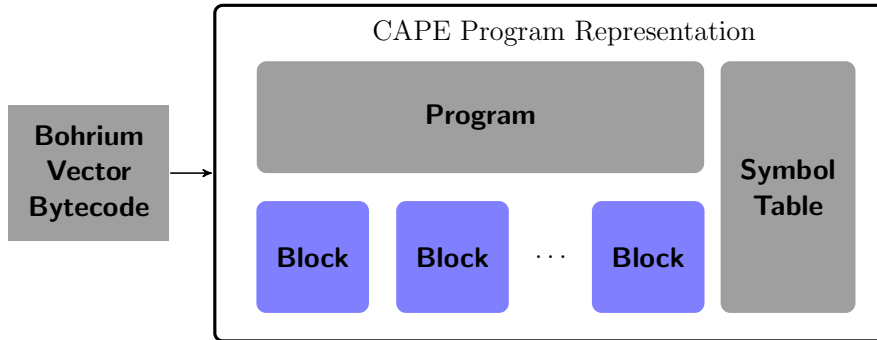 CAPE Program Representation
Program
Bohrium
Vector
Bytecode
Symbol
Table
Block
Block
. . .
Block